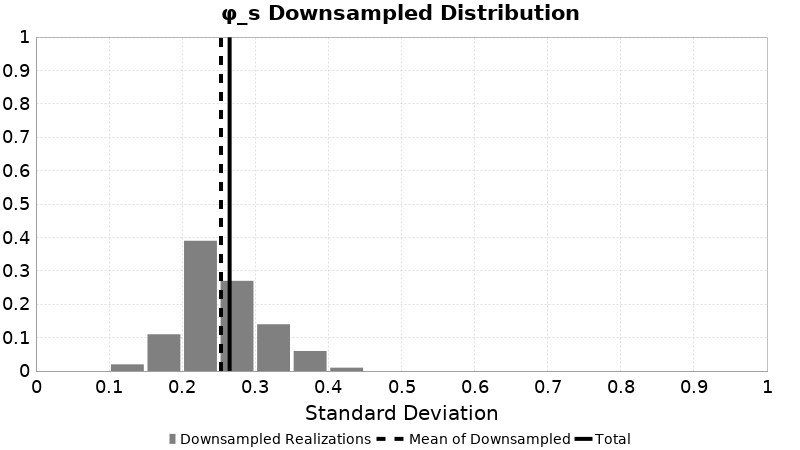 φ_s Downsampled Distribution
1
0.9
0.8
0.7
0.6
0.5
0.4
0.3
0.2
0.1
0
0 0.1 0.2 0.3 0.4 0.5 0.6 0.7 0.8 0.9 1
Standard Deviation
Downsampled Realizations Mean of Downsampled Total